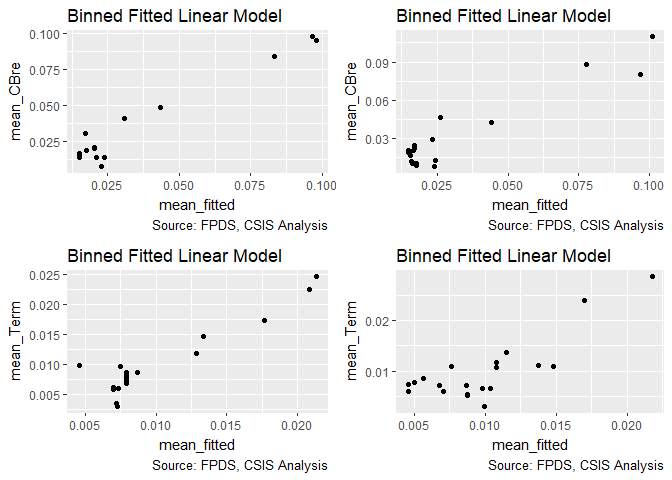 Binned Fitted Linear Model
mean_CBre
0.100
0.075
0.050
0.025
0.025
0.050
0.075
0.100
mean_fitted
Source: FPDS, CSIS Analysis
Binned Fitted Linear Model
mean_CBre
0.09
0.06
0.03
0.025
0.050
0.075
0.100
mean_fitted
Source: FPDS, CSIS Analysis
Binned Fitted Linear Model
mean_Term
0.025
0.020
0.015
0.010
0.005
0.005
0.010
0.015
0.020
mean_fitted
Source: FPDS, CSIS Analysis
Binned Fitted Linear Model
mean_Term
0.02
0.01
0.005
0.010
0.015
0.020
mean_fitted
Source: FPDS, CSIS Analysis